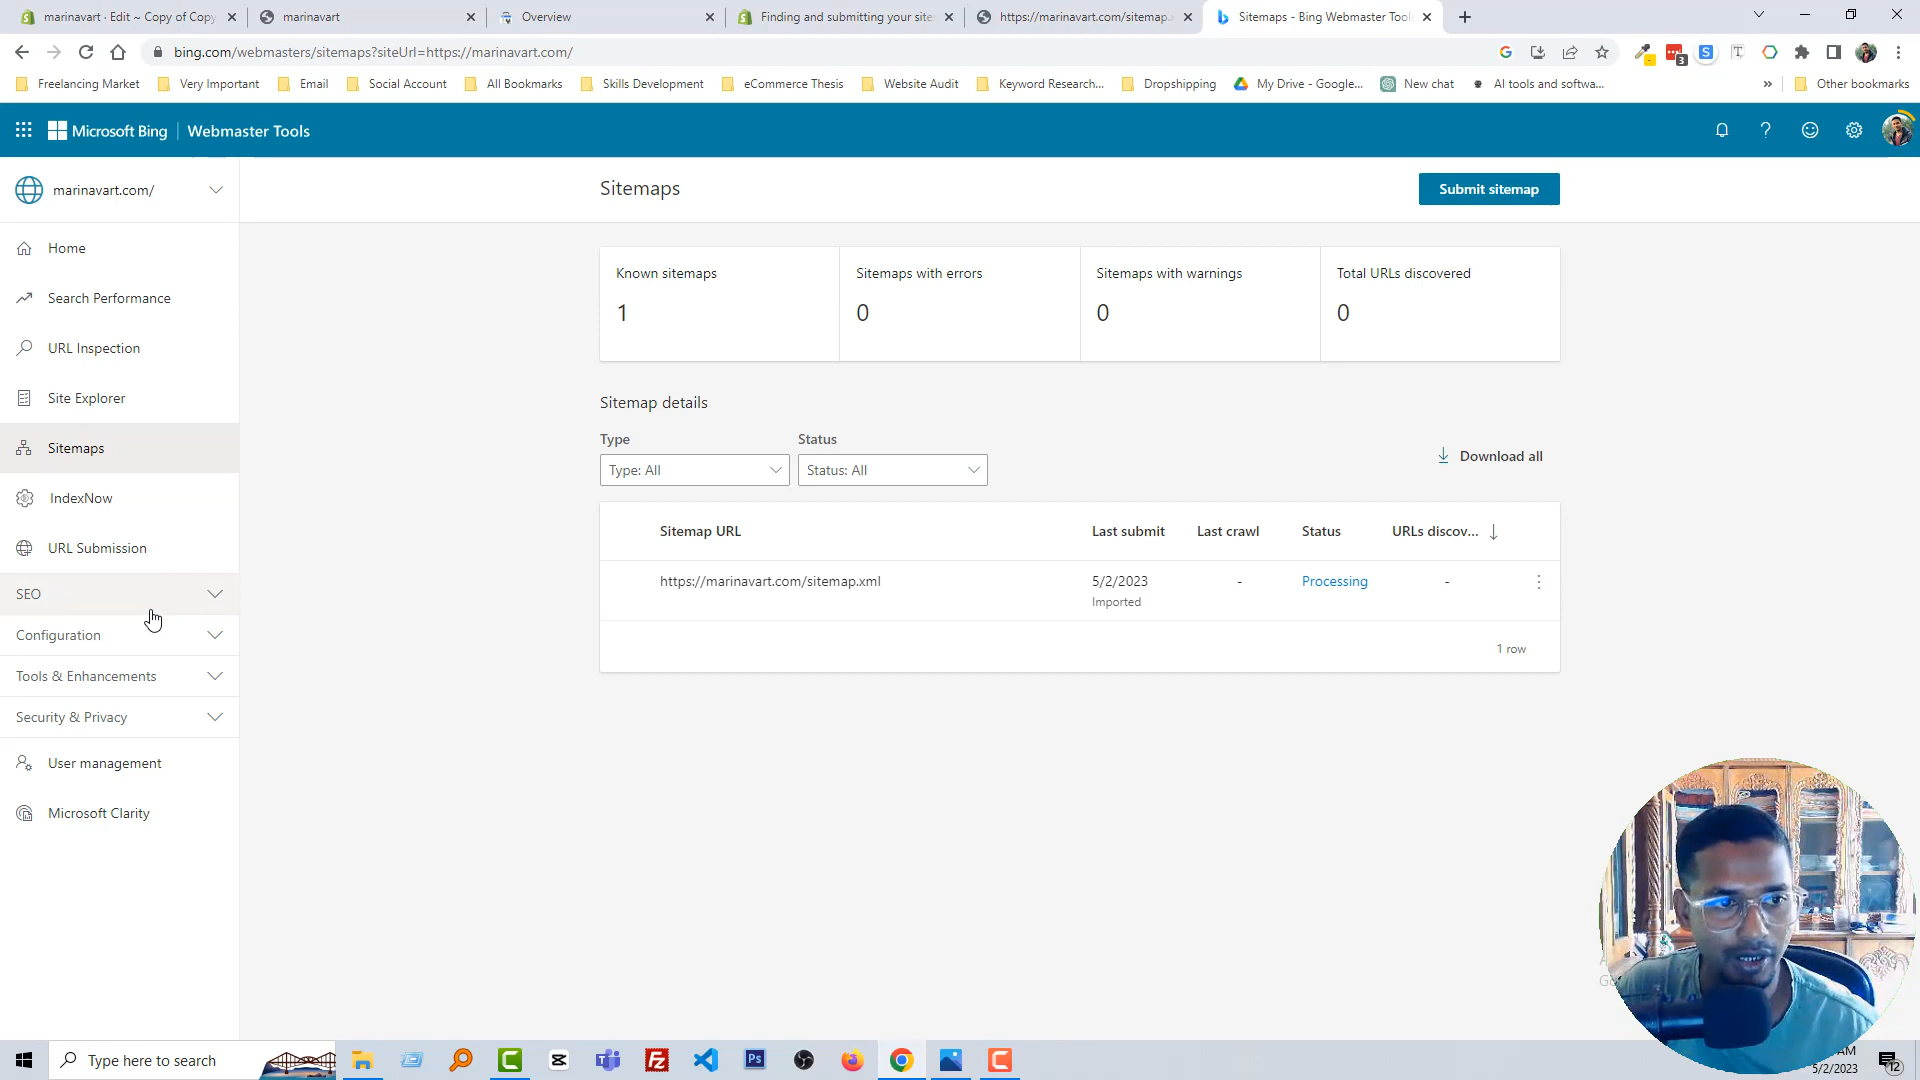 marinavart · Edit ~ Copy of Copy
marinavart
Overview
Finding and submitting your site
https://marinavart.com/sitemap.
Sitemaps - Bing Webmaster Tool
bing.com/webmasters/sitemaps?siteUrl=https://marinavart.com/
Freelancing Market
Very Important
Email
Social Account
All Bookmarks
Skills Development
eCommerce Thesis
Website Audit
Keyword Research...
Dropshipping
My Drive - Google...
New chat
AI tools and softwa...
»
Other bookmarks
Microsoft Bing
Webmaster Tools
marinavart.com/
Sitemaps
Submit sitemap
Home
Search Performance
URL Inspection
Site Explorer
Sitemaps
IndexNow
URL Submission
SEO
Configuration
Tools & Enhancements
Security & Privacy
User management
Microsoft Clarity
Known sitemaps
1
Sitemaps with errors
0
Sitemaps with warnings
0
Total URLs discovered
0
Sitemap details
Type
Status
Type: All
Status: All
Download all
Sitemap URL
Last submit
Last crawl
Status
URLs discov...
https://marinavart.com/sitemap.xml
5/2/2023
Imported
-
Processing
-
1 row
Type here to search
AM
5/2/2023
12